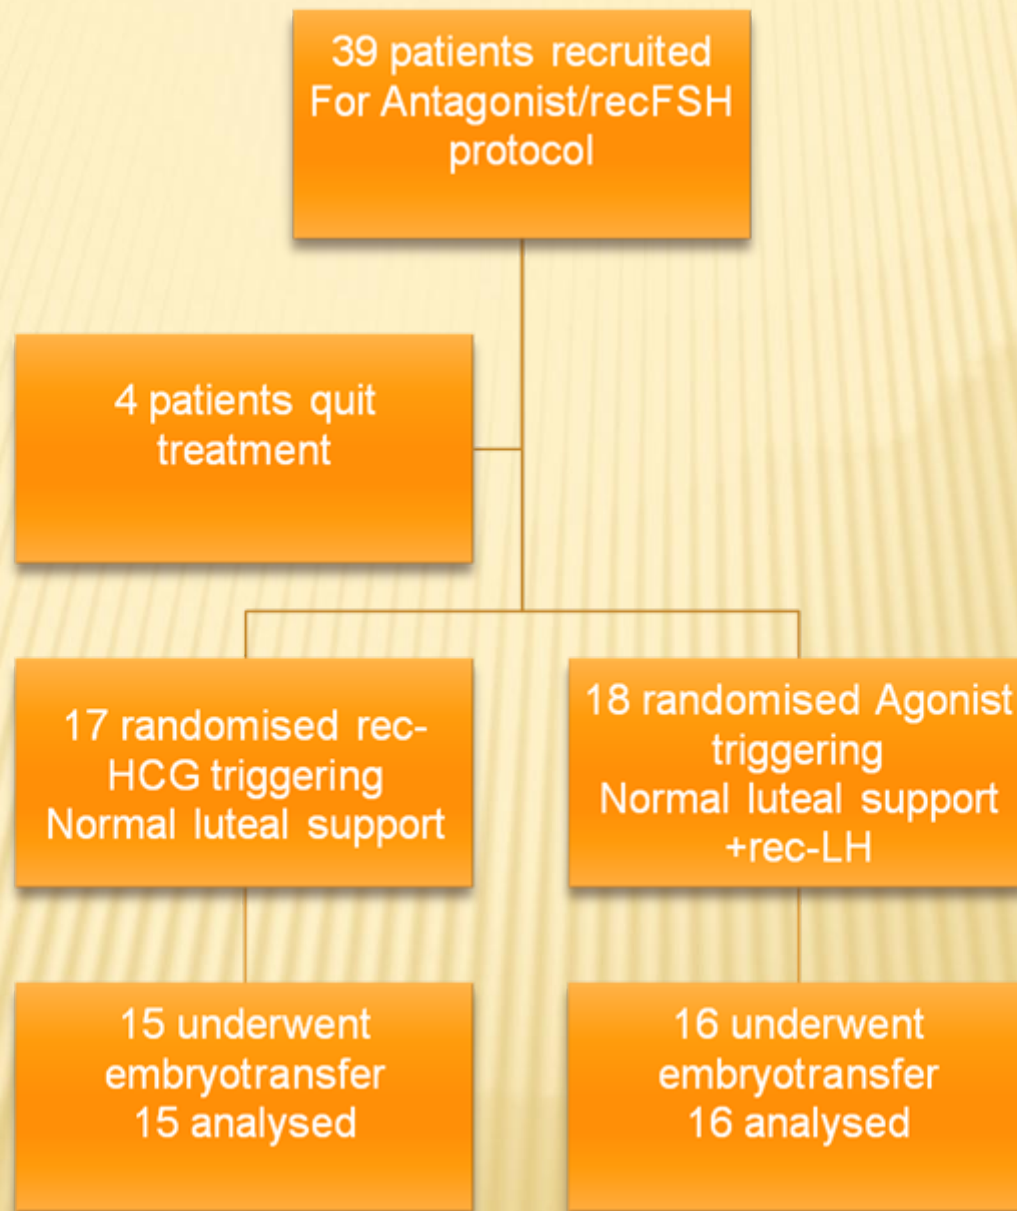 39 patients recruited
For Antagonist/recFSH
protocol
4 patients quit
treatment
17 randomised rec-
HCG triggering
Normal luteal support
18 randomised Agonist
triggering
Normal luteal support
+rec-LH
15 underwent
embryotransfer
15 analysed
16 underwent
embryotransfer
16 analysed